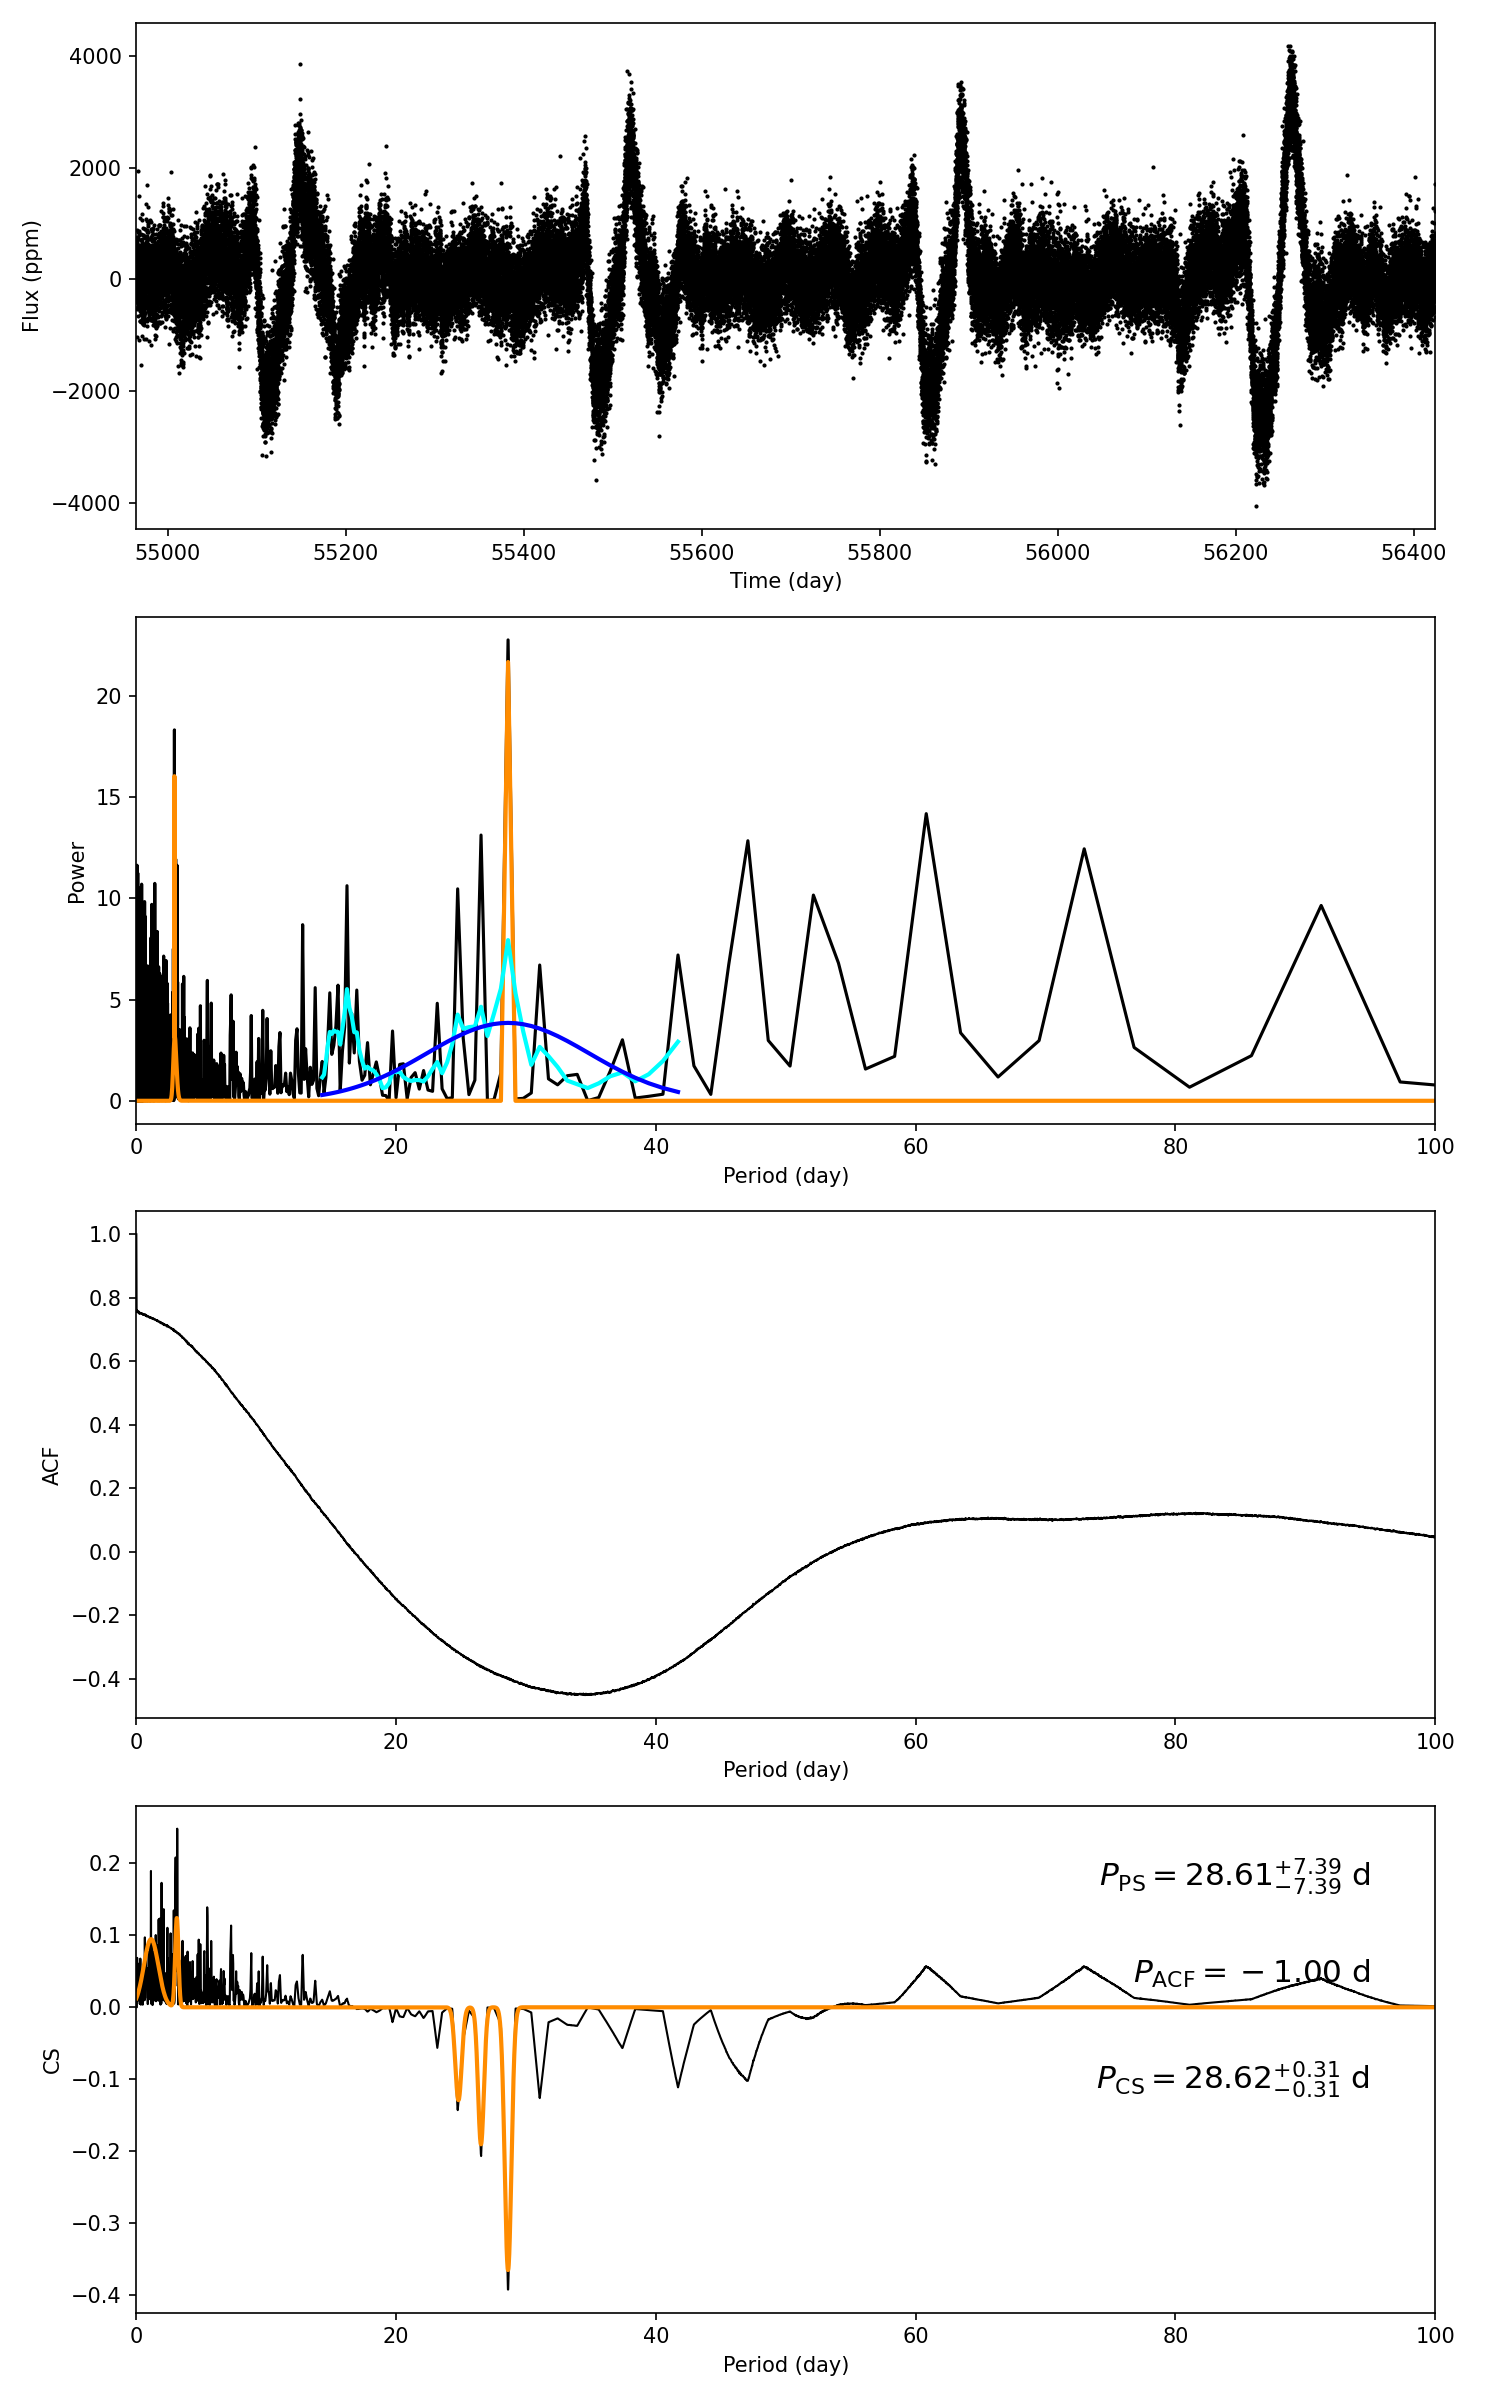 4000
2000
0
−2000
−4000
Flux (ppm)
55000 55200 55400 55600 55800 56000 56200 56400
Time (day)
20
15
10
5
0
Power
0 20 40 60 80 100
Period (day)
1.0
0.8
0.6
0.4
0.2
0.0
−0.2
−0.4
ACF
0 20 40 60 80 100
Period (day)
0.2
0.1
0.0
−0.1
−0.2
−0.3
−0.4
CS
P_PS = 28.61^{+7.39}_{−7.39} d
P_ACF = −1.00 d
P_CS = 28.62^{+0.31}_{−0.31} d
0 20 40 60 80 100
Period (day)